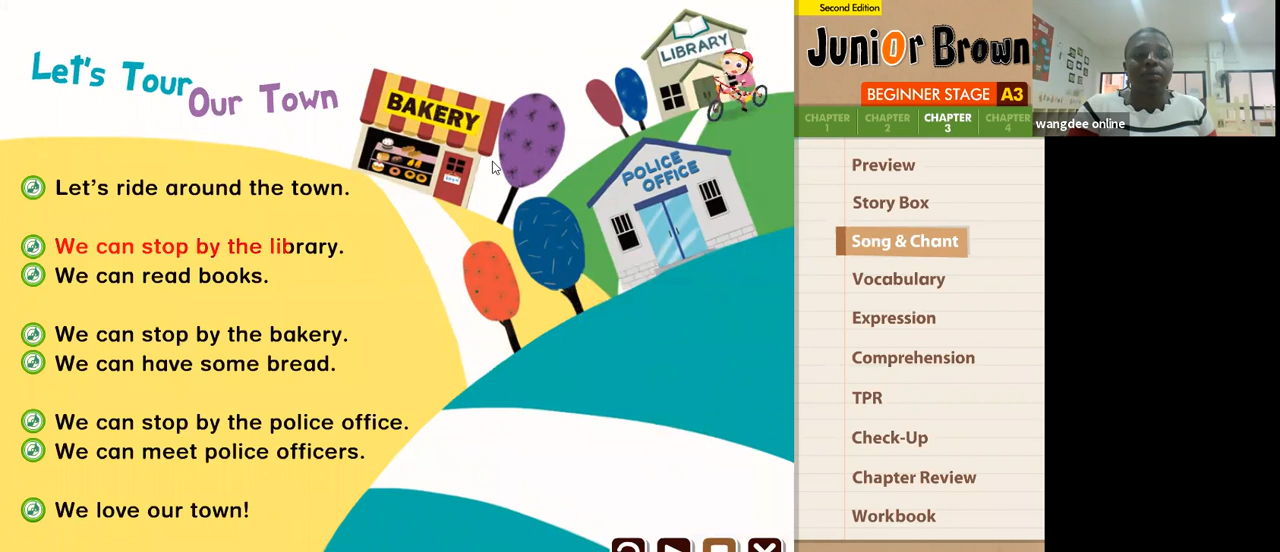 Let's Tour
Our Town
BAKERY
LIBRARY
POLICE
OFFICE
Let's ride around the town.
We can stop by the library.
We can read books.
We can stop by the bakery.
We can have some bread.
We can stop by the police office.
We can meet police officers.
We love our town!
Second Edition
Junior Brown
BEGINNER STAGE A3
CHAPTER 1
CHAPTER 2
CHAPTER 3
CHAPTER 4
wangdee online
Preview
Story Box
Song & Chant
Vocabulary
Expression
Comprehension
TPR
Check-Up
Chapter Review
Workbook